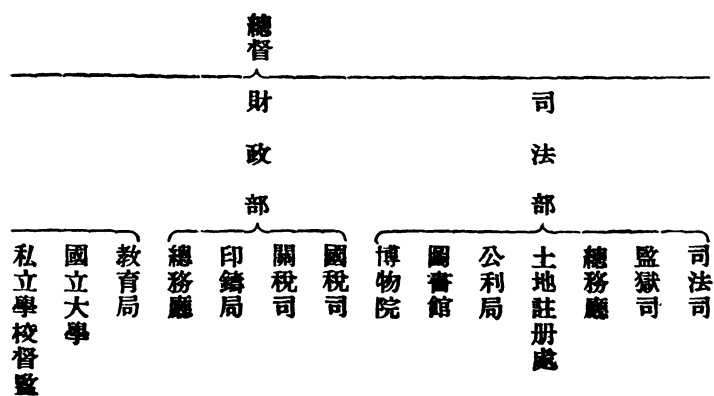 總督
司法部
司法司
監獄司
總務廳
土地註册處
公利局
圖書館
博物院
財政部
國稅司
關稅司
印鑄局
總務廳
教育局
國立大學
私立學校督監